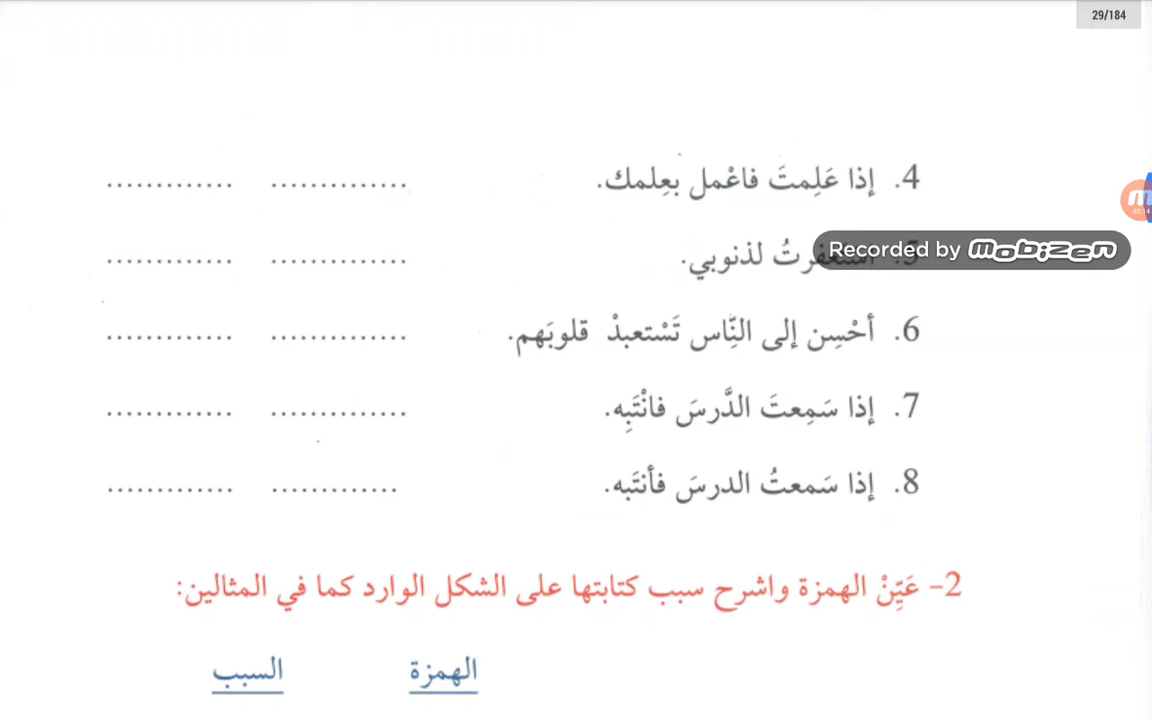 29/184
4. إذا عَلِمتَ فاعْمل بعِلمك. ............. .............
Recorded by mobizen
5. لذنوبي. ............. .............
6. أحْسِن إلى النّاس تَسْتعبدْ قلوبَهم. ............. .............
7. إذا سَمِعتَ الدَّرسَ فانْتَبِه. ............. .............
8. إذا سَمعتُ الدرسَ فأنتَبه. ............. .............
2- عَيِّنْ الهمزة واشرح سبب كتابتها على الشكل الوارد كما في المثالين:
الهمزة السبب